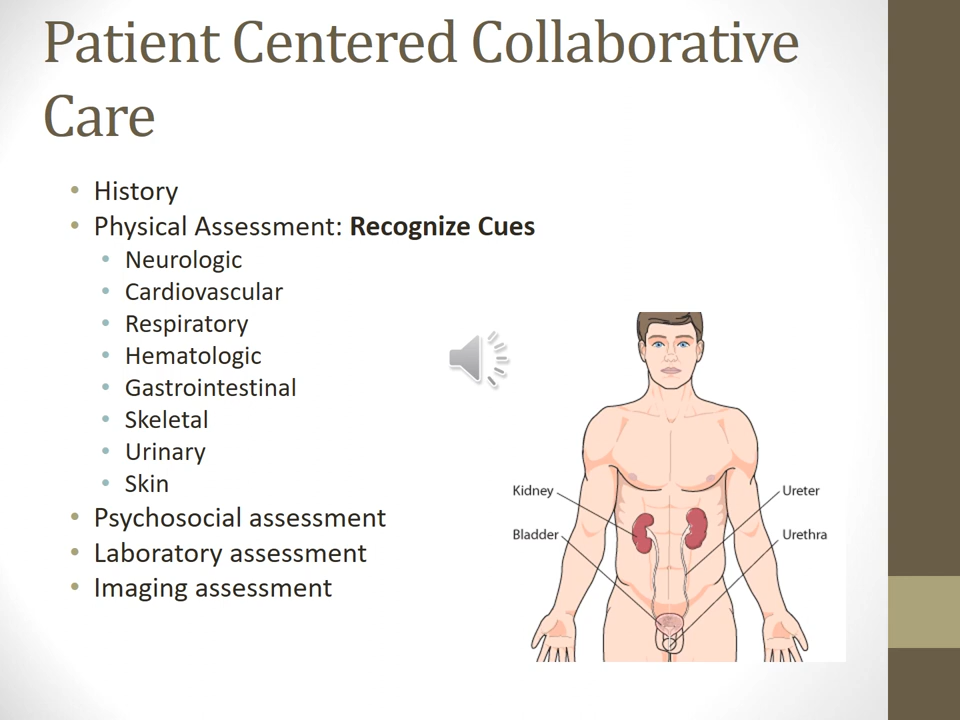 Patient Centered Collaborative
Care
• History
• Physical Assessment: Recognize Cues
• Neurologic
• Cardiovascular
• Respiratory
• Hematologic
• Gastrointestinal
• Skeletal
• Urinary
• Skin
• Psychosocial assessment
• Laboratory assessment
• Imaging assessment
Kidney
Ureter
Bladder
Urethra